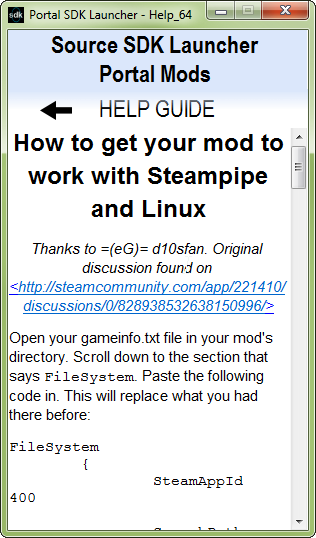 sdk Portal SDK Launcher - Help_64
Source SDK Launcher
Portal Mods
HELP GUIDE
How to get your mod to
work with Steampipe
and Linux
Thanks to =(eG)= d10sfan. Original
discussion found on
<http://steamcommunity.com/app/221410/
discussions/0/828938532638150996/>
Open your gameinfo.txt file in your mod's
directory. Scroll down to the section that
says FileSystem. Paste the following
code in. This will replace what you had
there before:
FileSystem
{
SteamAppId
400